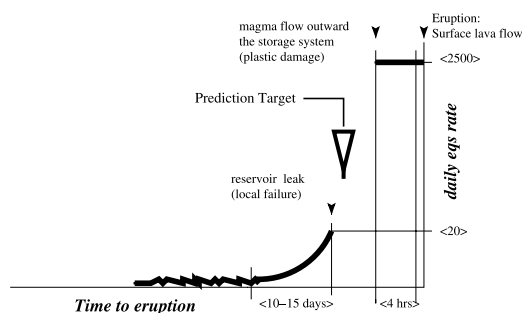 magma flow outward
the storage system
(plastic damage)
Eruption:
Surface lava flow
<2500>
Prediction Target
daily eqs rate
reservoir leak
(local failure)
<20>
<10–15 days>
<4 hrs>
Time to eruption